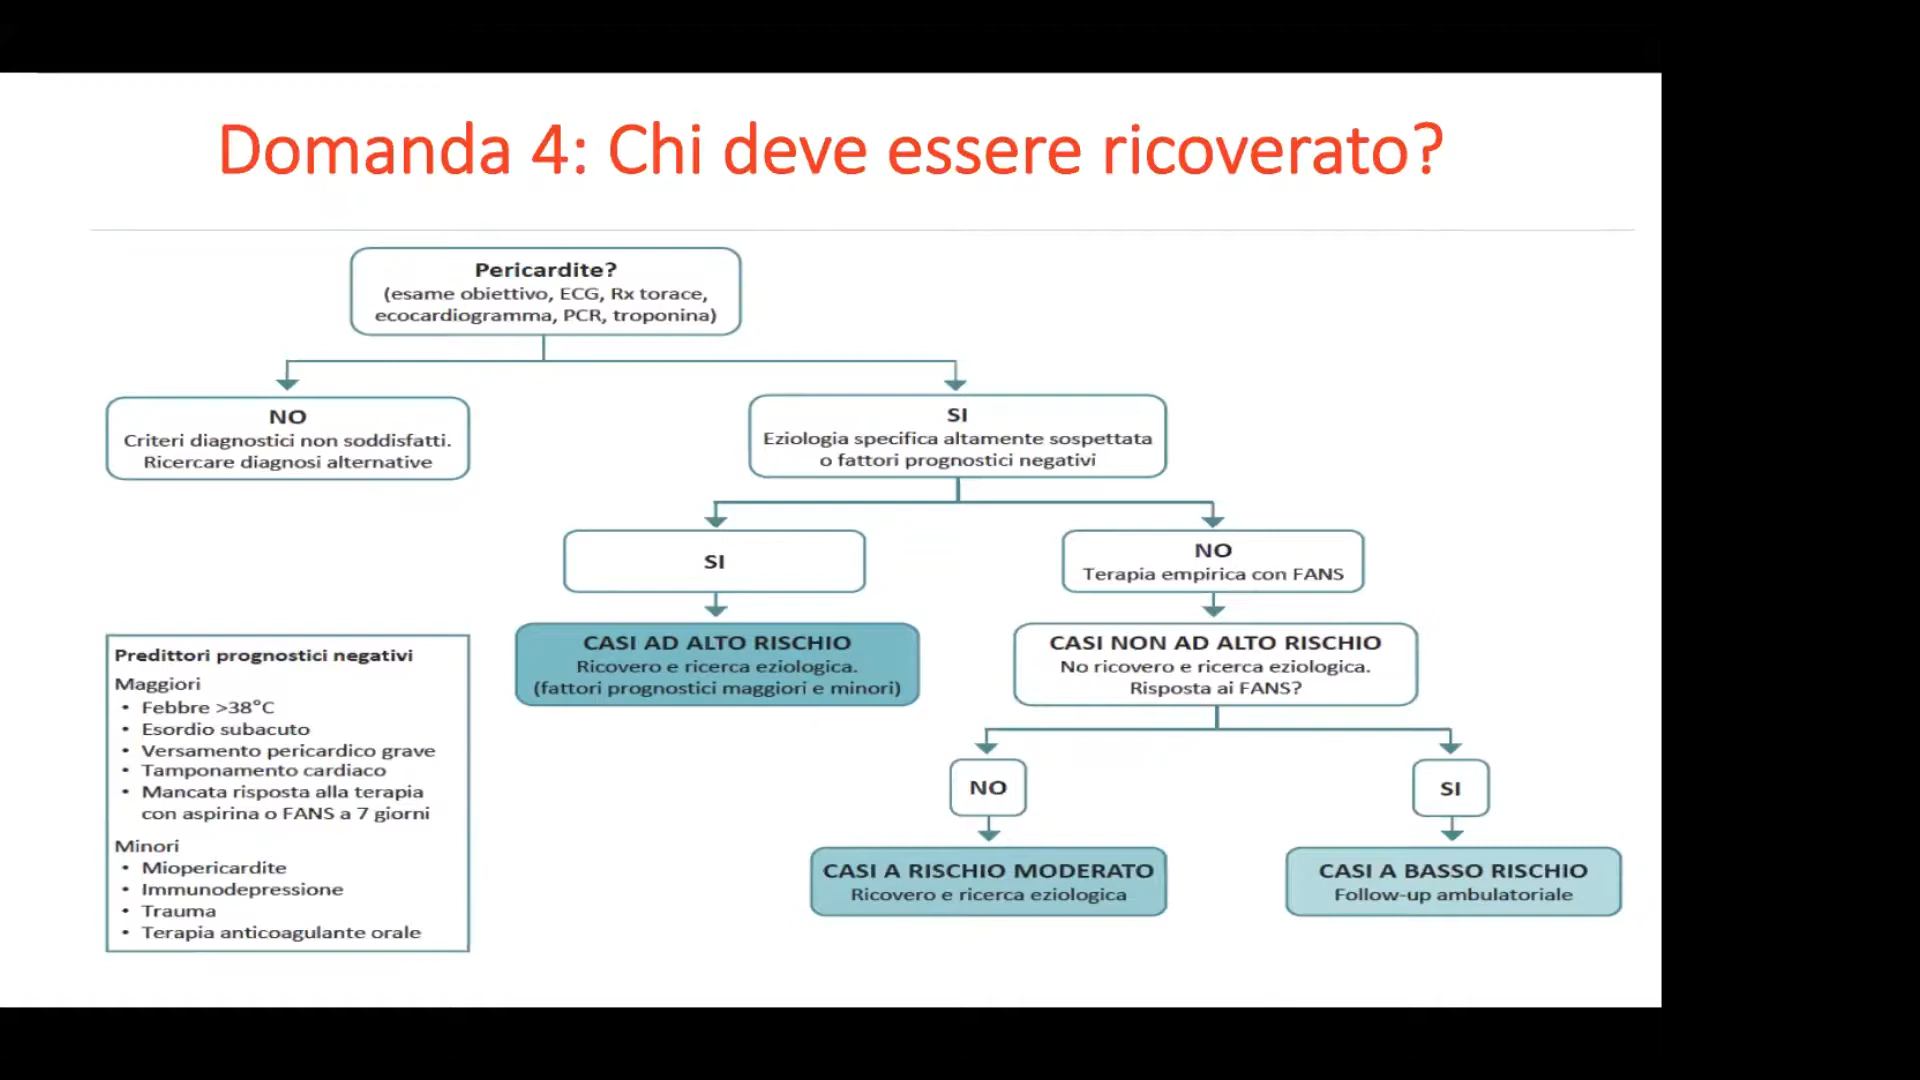 Domanda 4: Chi deve essere ricoverato?
Pericardite?
(esame obiettivo, ECG, Rx torace,
ecocardiogramma, PCR, troponina)
NO
Criteri diagnostici non soddisfatti.
Ricercare diagnosi alternative
SI
Eziologia specifica altamente sospettata
o fattori prognostici negativi
SI
NO
Terapia empirica con FANS
CASI AD ALTO RISCHIO
Ricovero e ricerca eziologica.
(fattori prognostici maggiori e minori)
CASI NON AD ALTO RISCHIO
No ricovero e ricerca eziologica.
Risposta ai FANS?
NO
SI
CASI A RISCHIO MODERATO
Ricovero e ricerca eziologica
CASI A BASSO RISCHIO
Follow-up ambulatoriale
Predittori prognostici negativi
Maggiori
• Febbre >38°C
• Esordio subacuto
• Versamento pericardico grave
• Tamponamento cardiaco
• Mancata risposta alla terapia
con aspirina o FANS a 7 giorni
Minori
• Miopericardite
• Immunodepressione
• Trauma
• Terapia anticoagulante orale